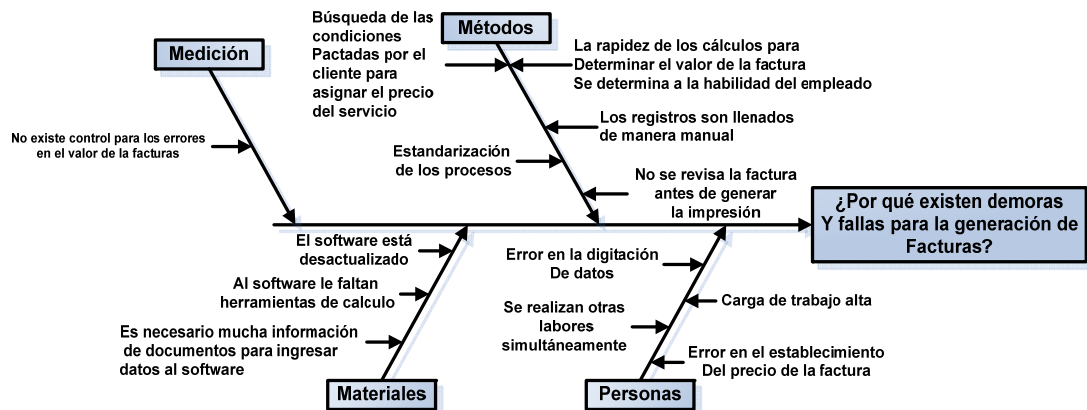 Medición
No existe control para los errores
en el valor de la facturas
Búsqueda de las
condiciones
Pactadas por el
cliente para
asignar el precio
del servicio
Métodos
La rapidez de los cálculos para
Determinar el valor de la factura
Se determina a la habilidad del empleado
Los registros son llenados
de manera manual
Estandarización
de los procesos
No se revisa la factura
antes de generar
la impresión
¿Por qué existen demoras
Y fallas para la generación de
Facturas?
El software está
desactualizado
Al software le faltan
herramientas de calculo
Es necesario mucha información
de documentos para ingresar
datos al software
Materiales
Error en la digitación
De datos
Carga de trabajo alta
Se realizan otras
labores
simultáneamente
Error en el establecimiento
Del precio de la factura
Personas